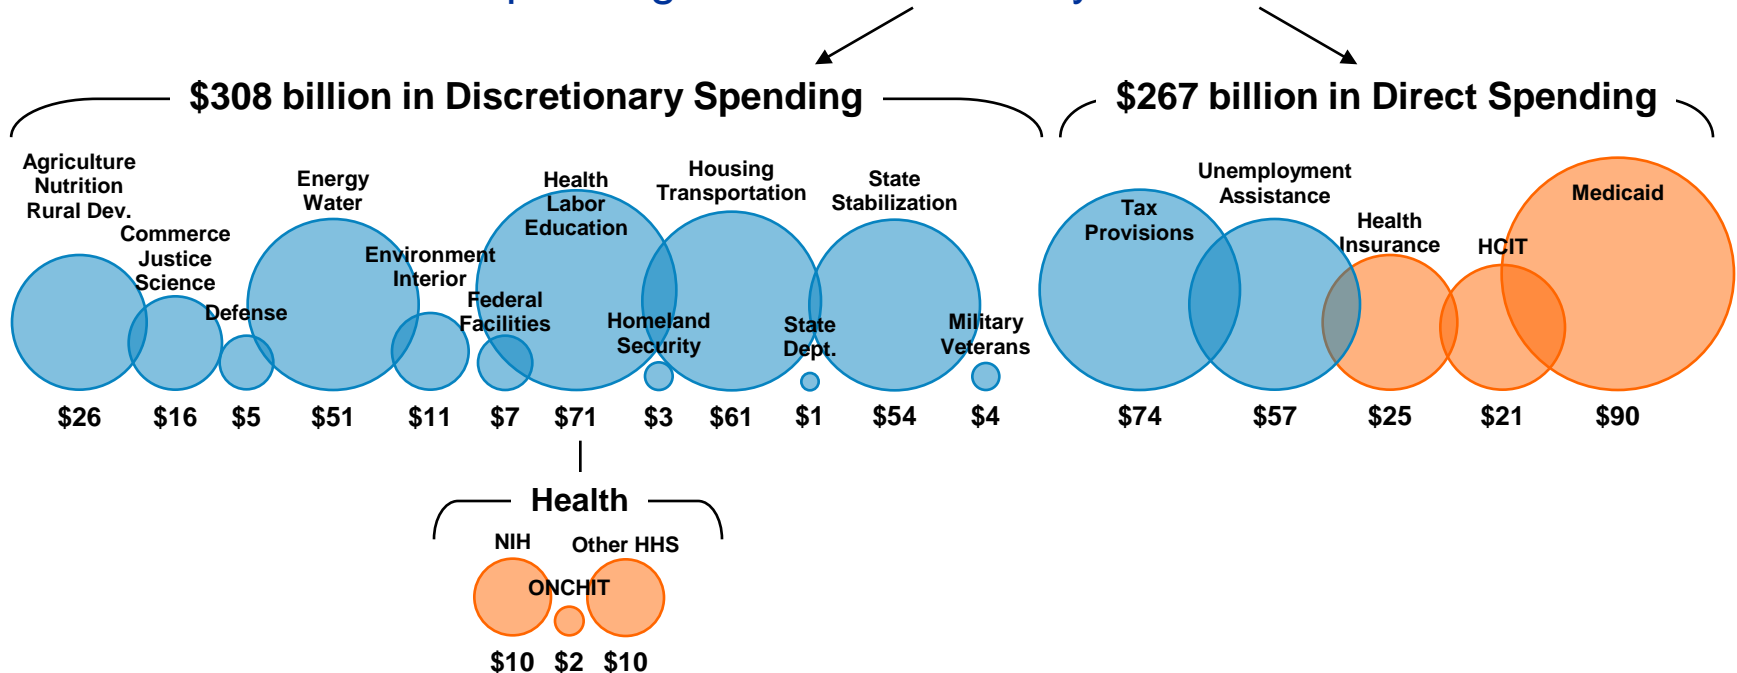 $308 billion in Discretionary Spending
$267 billion in Direct Spending
Agriculture
Nutrition
Rural Dev.
Commerce
Justice
Science
Defense
Energy
Water
Environment
Interior
Federal
Facilities
Health
Labor
Education
Homeland
Security
Housing
Transportation
State
Dept.
State
Stabilization
Military
Veterans
Tax
Provisions
Unemployment
Assistance
Health
Insurance
HCIT
Medicaid
$26 $16 $5 $51 $11 $7 $71 $3 $61 $1 $54 $4 $74 $57 $25 $21 $90
Health
NIH
ONCHIT
Other HHS
$10 $2 $10